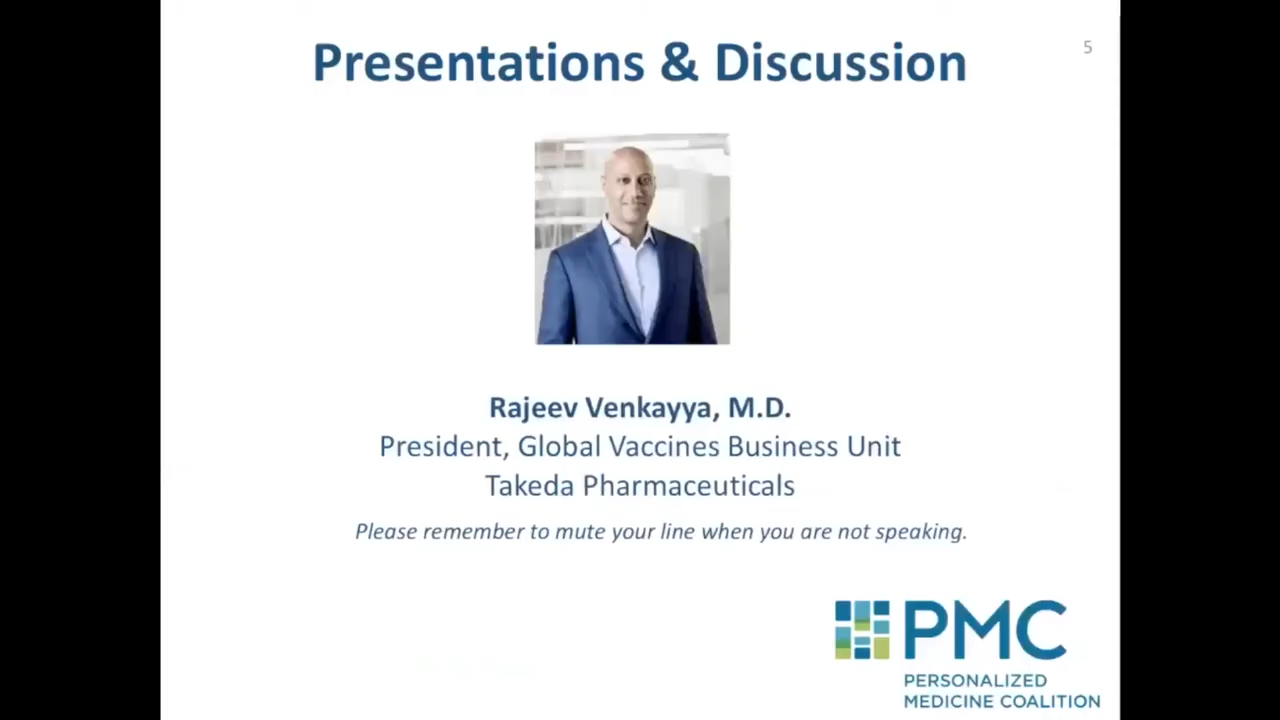 Presentations & Discussion
5
Rajeev Venkayya, M.D.
President, Global Vaccines Business Unit
Takeda Pharmaceuticals
Please remember to mute your line when you are not speaking.
PMC
PERSONALIZED
MEDICINE COALITION